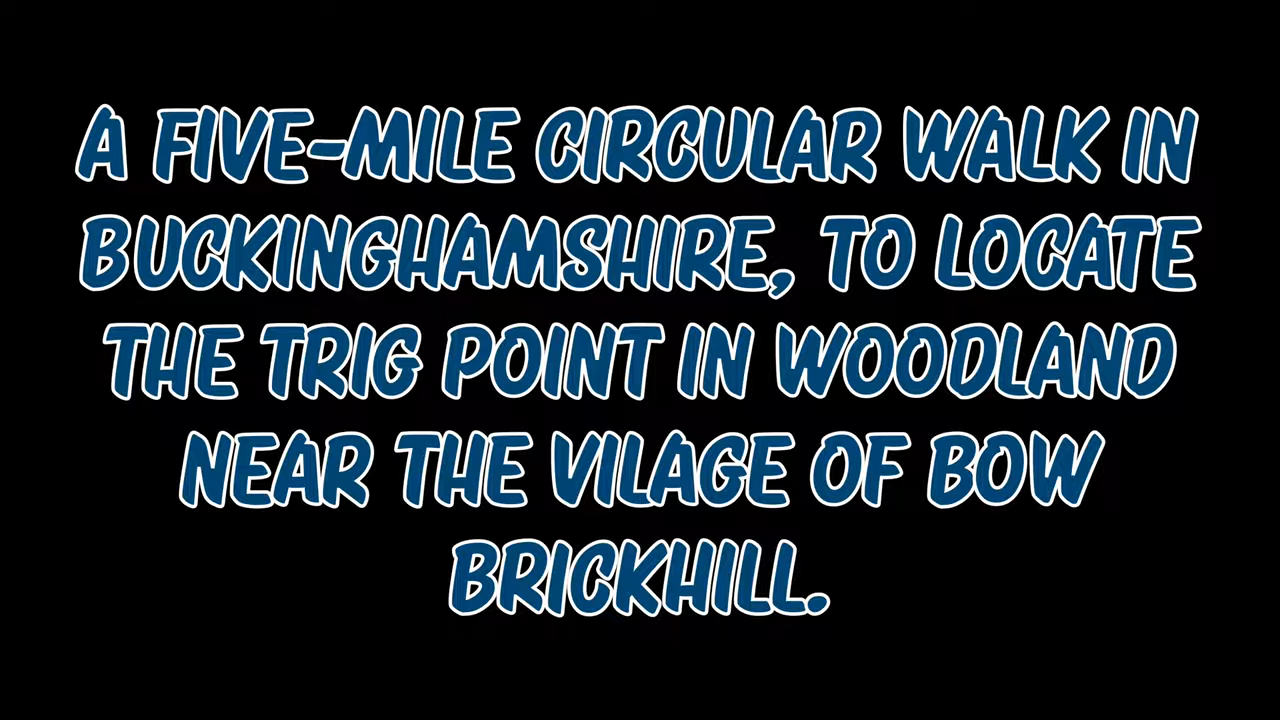 A FIVE-MILE CIRCULAR WALK IN
BUCKINGHAMSHIRE, TO LOCATE
THE TRIG POINT IN WOODLAND
NEAR THE VILAGE OF BOW
BRICKHILL.